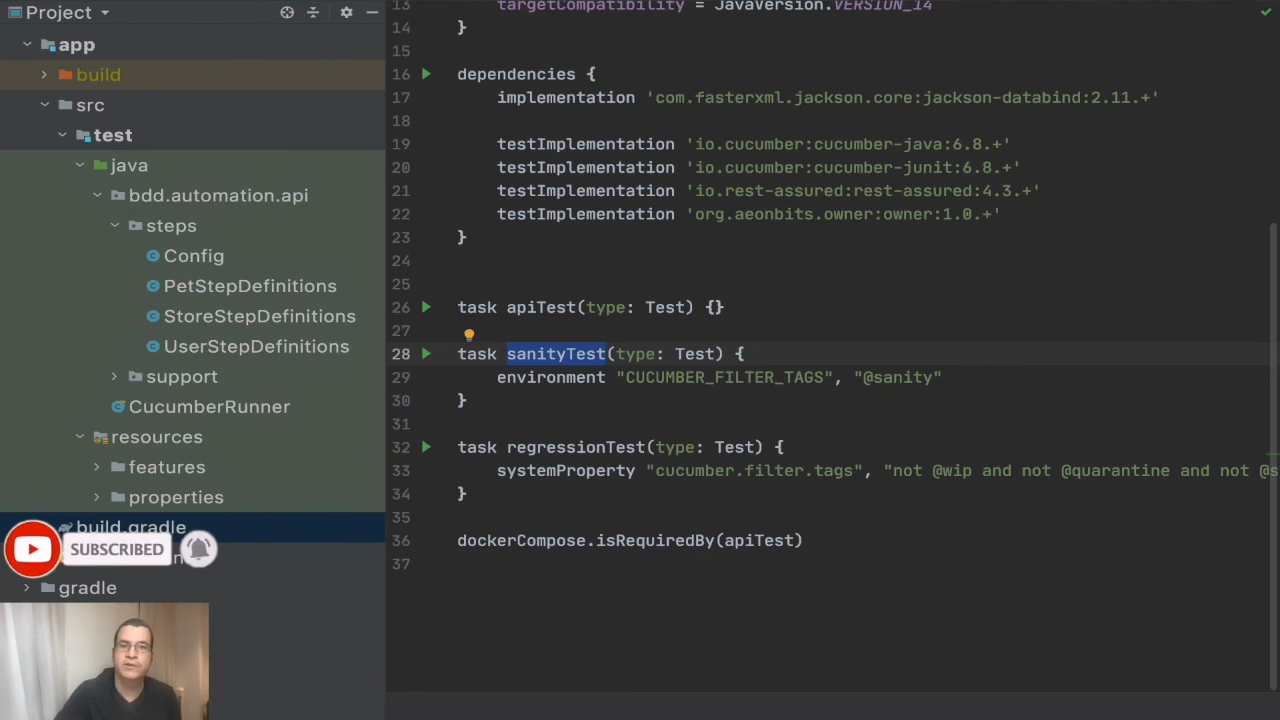 Project
app
build
src
test
java
bdd.automation.api
steps
Config
PetStepDefinitions
StoreStepDefinitions
UserStepDefinitions
support
CucumberRunner
resources
features
properties
build.gradle
SUBSCRIBED
gradle
13 targetCompatibility = JavaVersion.VERSION_14
14 }
15
16 dependencies {
17 implementation 'com.fasterxml.jackson.core:jackson-databind:2.11.+'
18
19 testImplementation 'io.cucumber:cucumber-java:6.8.+'
20 testImplementation 'io.cucumber:cucumber-junit:6.8.+'
21 testImplementation 'io.rest-assured:rest-assured:4.3.+'
22 testImplementation 'org.aeonbits.owner:owner:1.0.+'
23 }
24
25
26 task apiTest(type: Test) {}
27
28 task sanityTest(type: Test) {
29 environment "CUCUMBER_FILTER_TAGS", "@sanity"
30 }
31
32 task regressionTest(type: Test) {
33 systemProperty "cucumber.filter.tags", "not @wip and not @quarantine and not @s
34 }
35
36 dockerCompose.isRequiredBy(apiTest)
37